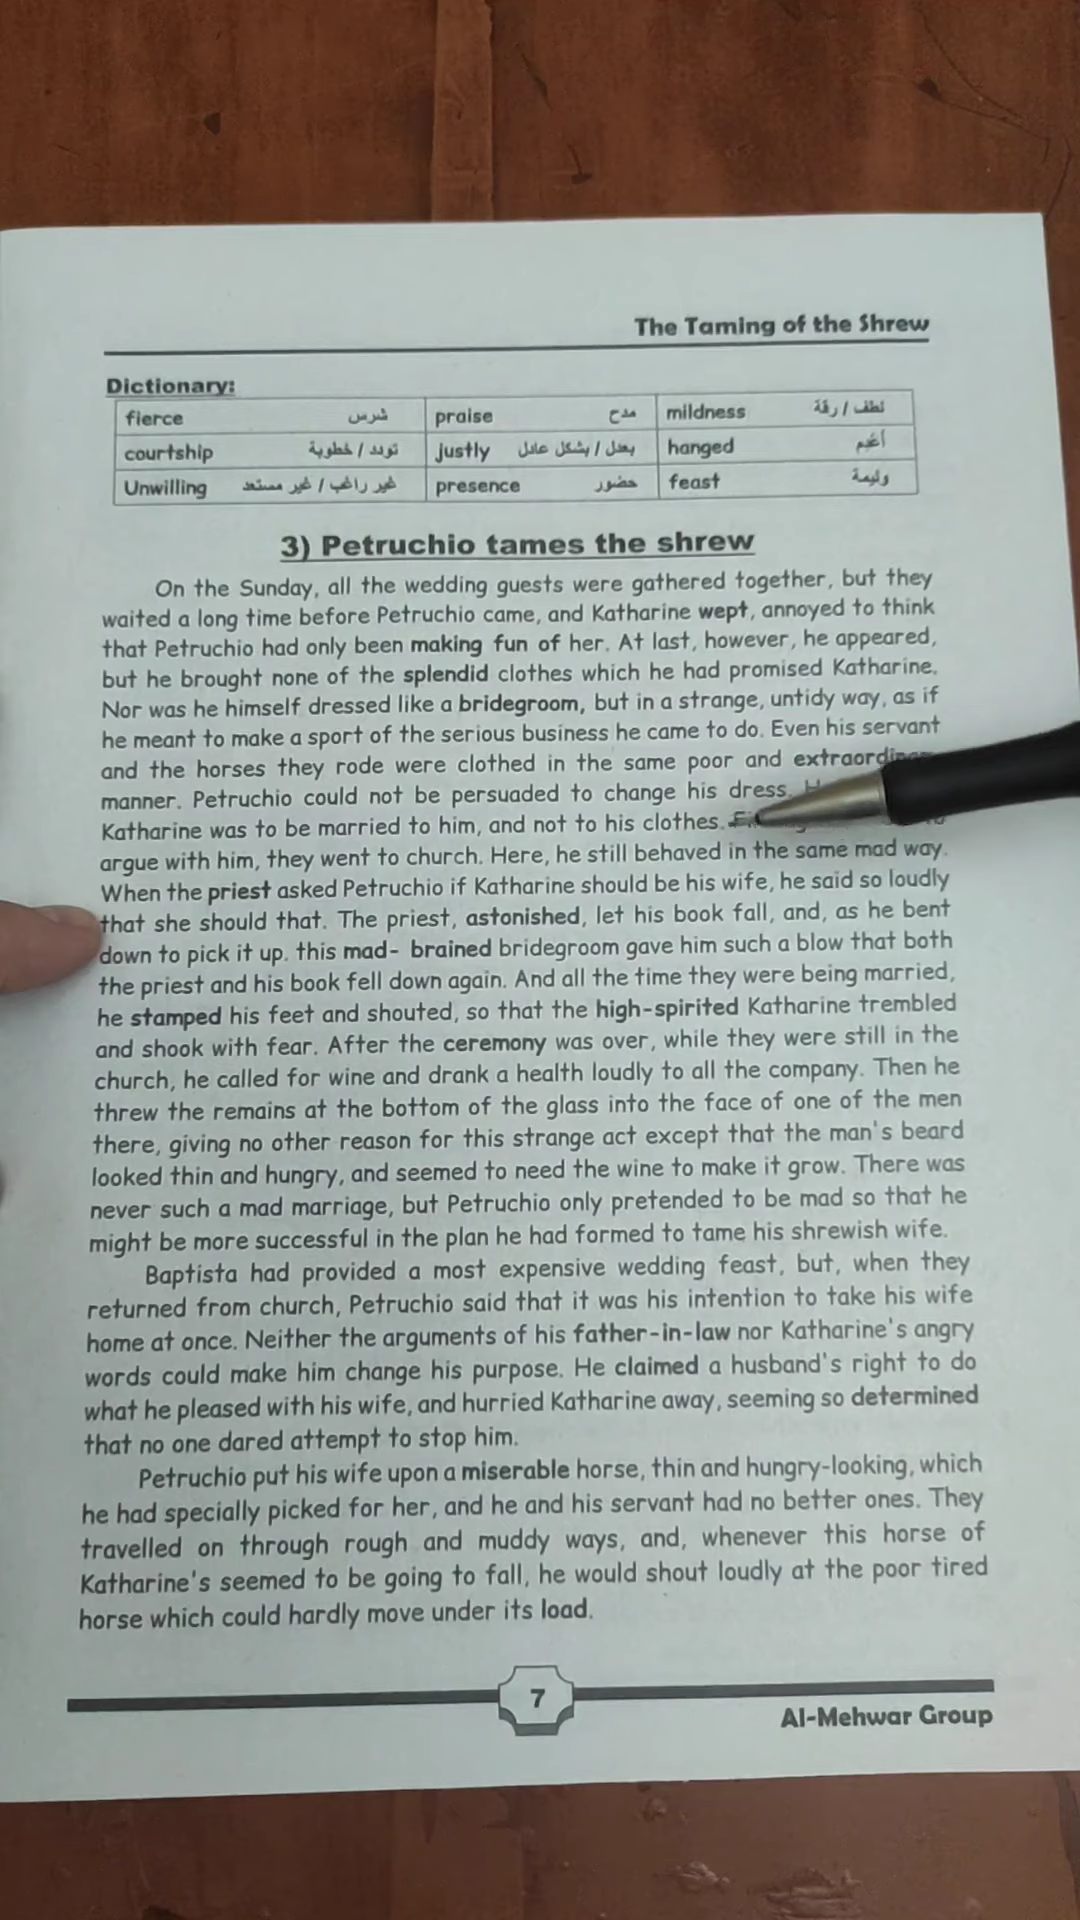 The Taming of the Shrew
Dictionary:
fierce شرس praise مدح mildness لطف / رقة
courtship تودد / خطوبة justly بعدل / بشكل عادل hanged
Unwilling غير راغب / غير مستعد presence حضور feast وليمة
3) Petruchio tames the shrew
On the Sunday, all the wedding guests were gathered together, but they
waited a long time before Petruchio came, and Katharine wept, annoyed to think
that Petruchio had only been making fun of her. At last, however, he appeared,
but he brought none of the splendid clothes which he had promised Katharine.
Nor was he himself dressed like a bridegroom, but in a strange, untidy way, as if
he meant to make a sport of the serious business he came to do. Even his servant
and the horses they rode were clothed in the same poor and
manner. Petruchio could not be persuaded to change his dress.
Katharine was to be married to him, and not to his clothes.
argue with him, they went to church. Here, he still behaved in the same mad way.
When the priest asked Petruchio if Katharine should be his wife, he said so loudly
that she should that. The priest, astonished, let his book fall, and, as he bent
down to pick it up. this mad- brained bridegroom gave him such a blow that both
the priest and his book fell down again. And all the time they were being married,
he stamped his feet and shouted, so that the high-spirited Katharine trembled
and shook with fear. After the ceremony was over, while they were still in the
church, he called for wine and drank a health loudly to all the company. Then he
threw the remains at the bottom of the glass into the face of one of the men
there, giving no other reason for this strange act except that the man's beard
looked thin and hungry, and seemed to need the wine to make it grow. There was
never such a mad marriage, but Petruchio only pretended to be mad so that he
might be more successful in the plan he had formed to tame his shrewish wife.
Baptista had provided a most expensive wedding feast, but, when they
returned from church, Petruchio said that it was his intention to take his wife
home at once. Neither the arguments of his father-in-law nor Katharine's angry
words could make him change his purpose. He claimed a husband's right to do
what he pleased with his wife, and hurried Katharine away, seeming so determined
that no one dared attempt to stop him.
Petruchio put his wife upon a miserable horse, thin and hungry-looking, which
he had specially picked for her, and he and his servant had no better ones. They
travelled on through rough and muddy ways, and, whenever this horse of
Katharine's seemed to be going to fall, he would shout loudly at the poor tired
horse which could hardly move under its load.
7
Al-Mehwar Group